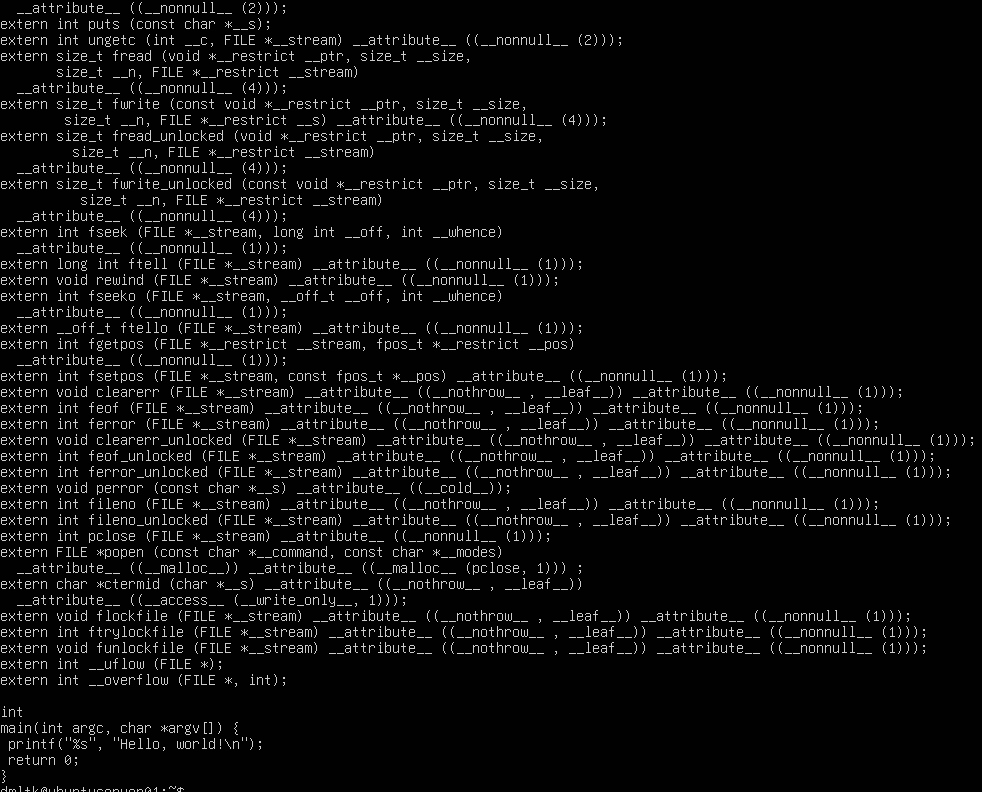 __attribute__ ((__nonnull__ (2)));
extern int puts (const char *__s);
extern int ungetc (int __c, FILE *__stream) __attribute__ ((__nonnull__ (2)));
extern size_t fread (void *__restrict __ptr, size_t __size,
       size_t __n, FILE *__restrict __stream)
  __attribute__ ((__nonnull__ (4)));
extern size_t fwrite (const void *__restrict __ptr, size_t __size,
        size_t __n, FILE *__restrict __s) __attribute__ ((__nonnull__ (4)));
extern size_t fread_unlocked (void *__restrict __ptr, size_t __size,
         size_t __n, FILE *__restrict __stream)
  __attribute__ ((__nonnull__ (4)));
extern size_t fwrite_unlocked (const void *__restrict __ptr, size_t __size,
          size_t __n, FILE *__restrict __stream)
  __attribute__ ((__nonnull__ (4)));
extern int fseek (FILE *__stream, long int __off, int __whence)
  __attribute__ ((__nonnull__ (1)));
extern long int ftell (FILE *__stream) __attribute__ ((__nonnull__ (1)));
extern void rewind (FILE *__stream) __attribute__ ((__nonnull__ (1)));
extern int fseeko (FILE *__stream, __off_t __off, int __whence)
  __attribute__ ((__nonnull__ (1)));
extern __off_t ftello (FILE *__stream) __attribute__ ((__nonnull__ (1)));
extern int fgetpos (FILE *__restrict __stream, fpos_t *__restrict __pos)
  __attribute__ ((__nonnull__ (1)));
extern int fsetpos (FILE *__stream, const fpos_t *__pos) __attribute__ ((__nonnull__ (1)));
extern void clearerr (FILE *__stream) __attribute__ ((__nothrow__ , __leaf__)) __attribute__ ((__nonnull__ (1)));
extern int feof (FILE *__stream) __attribute__ ((__nothrow__ , __leaf__)) __attribute__ ((__nonnull__ (1)));
extern int ferror (FILE *__stream) __attribute__ ((__nothrow__ , __leaf__)) __attribute__ ((__nonnull__ (1)));
extern void clearerr_unlocked (FILE *__stream) __attribute__ ((__nothrow__ , __leaf__)) __attribute__ ((__nonnull__ (1)));
extern int feof_unlocked (FILE *__stream) __attribute__ ((__nothrow__ , __leaf__)) __attribute__ ((__nonnull__ (1)));
extern int ferror_unlocked (FILE *__stream) __attribute__ ((__nothrow__ , __leaf__)) __attribute__ ((__nonnull__ (1)));
extern void perror (const char *__s) __attribute__ ((__cold__));
extern int fileno (FILE *__stream) __attribute__ ((__nothrow__ , __leaf__)) __attribute__ ((__nonnull__ (1)));
extern int fileno_unlocked (FILE *__stream) __attribute__ ((__nothrow__ , __leaf__)) __attribute__ ((__nonnull__ (1)));
extern int pclose (FILE *__stream) __attribute__ ((__nonnull__ (1)));
extern FILE *popen (const char *__command, const char *__modes)
  __attribute__ ((__malloc__)) __attribute__ ((__malloc__ (pclose, 1))) ;
extern char *ctermid (char *__s) __attribute__ ((__nothrow__ , __leaf__))
  __attribute__ ((__access__ (__write_only__, 1)));
extern void flockfile (FILE *__stream) __attribute__ ((__nothrow__ , __leaf__)) __attribute__ ((__nonnull__ (1)));
extern int ftrylockfile (FILE *__stream) __attribute__ ((__nothrow__ , __leaf__)) __attribute__ ((__nonnull__ (1)));
extern void funlockfile (FILE *__stream) __attribute__ ((__nothrow__ , __leaf__)) __attribute__ ((__nonnull__ (1)));
extern int __uflow (FILE *);
extern int __overflow (FILE *, int);

int
main(int argc, char *argv[]) {
 printf("%s", "Hello, world!\n");
 return 0;
}